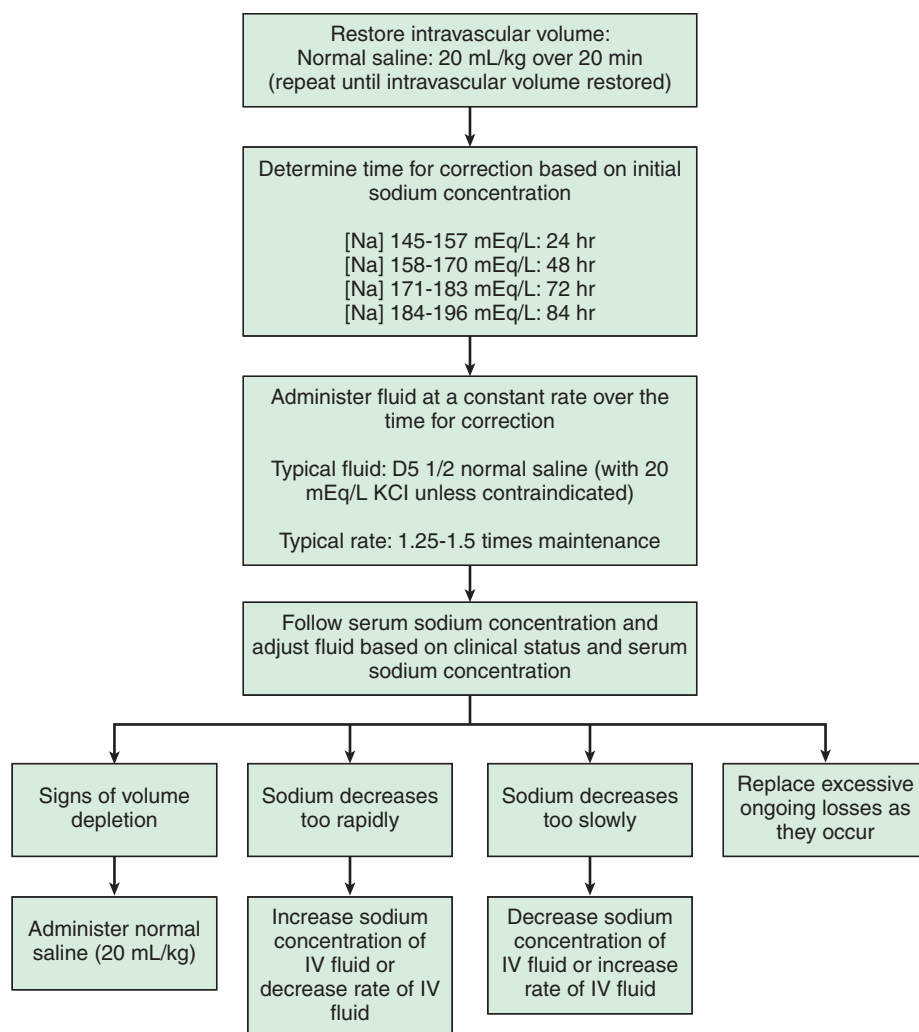 Restore intravascular volume:
Normal saline: 20 mL/kg over 20 min
(repeat until intravascular volume restored)
Determine time for correction based on initial
sodium concentration
[Na] 145-157 mEq/L: 24 hr
[Na] 158-170 mEq/L: 48 hr
[Na] 171-183 mEq/L: 72 hr
[Na] 184-196 mEq/L: 84 hr
Administer fluid at a constant rate over the
time for correction
Typical fluid: D5 1/2 normal saline (with 20
mEq/L KCl unless contraindicated)
Typical rate: 1.25-1.5 times maintenance
Follow serum sodium concentration and
adjust fluid based on clinical status and serum
sodium concentration
Signs of volume
depletion
Administer normal
saline (20 mL/kg)
Sodium decreases
too rapidly
Increase sodium
concentration of
IV fluid or
decrease rate of IV
fluid
Sodium decreases
too slowly
Decrease sodium
concentration of
IV fluid or increase
rate of IV fluid
Replace excessive
ongoing losses as
they occur